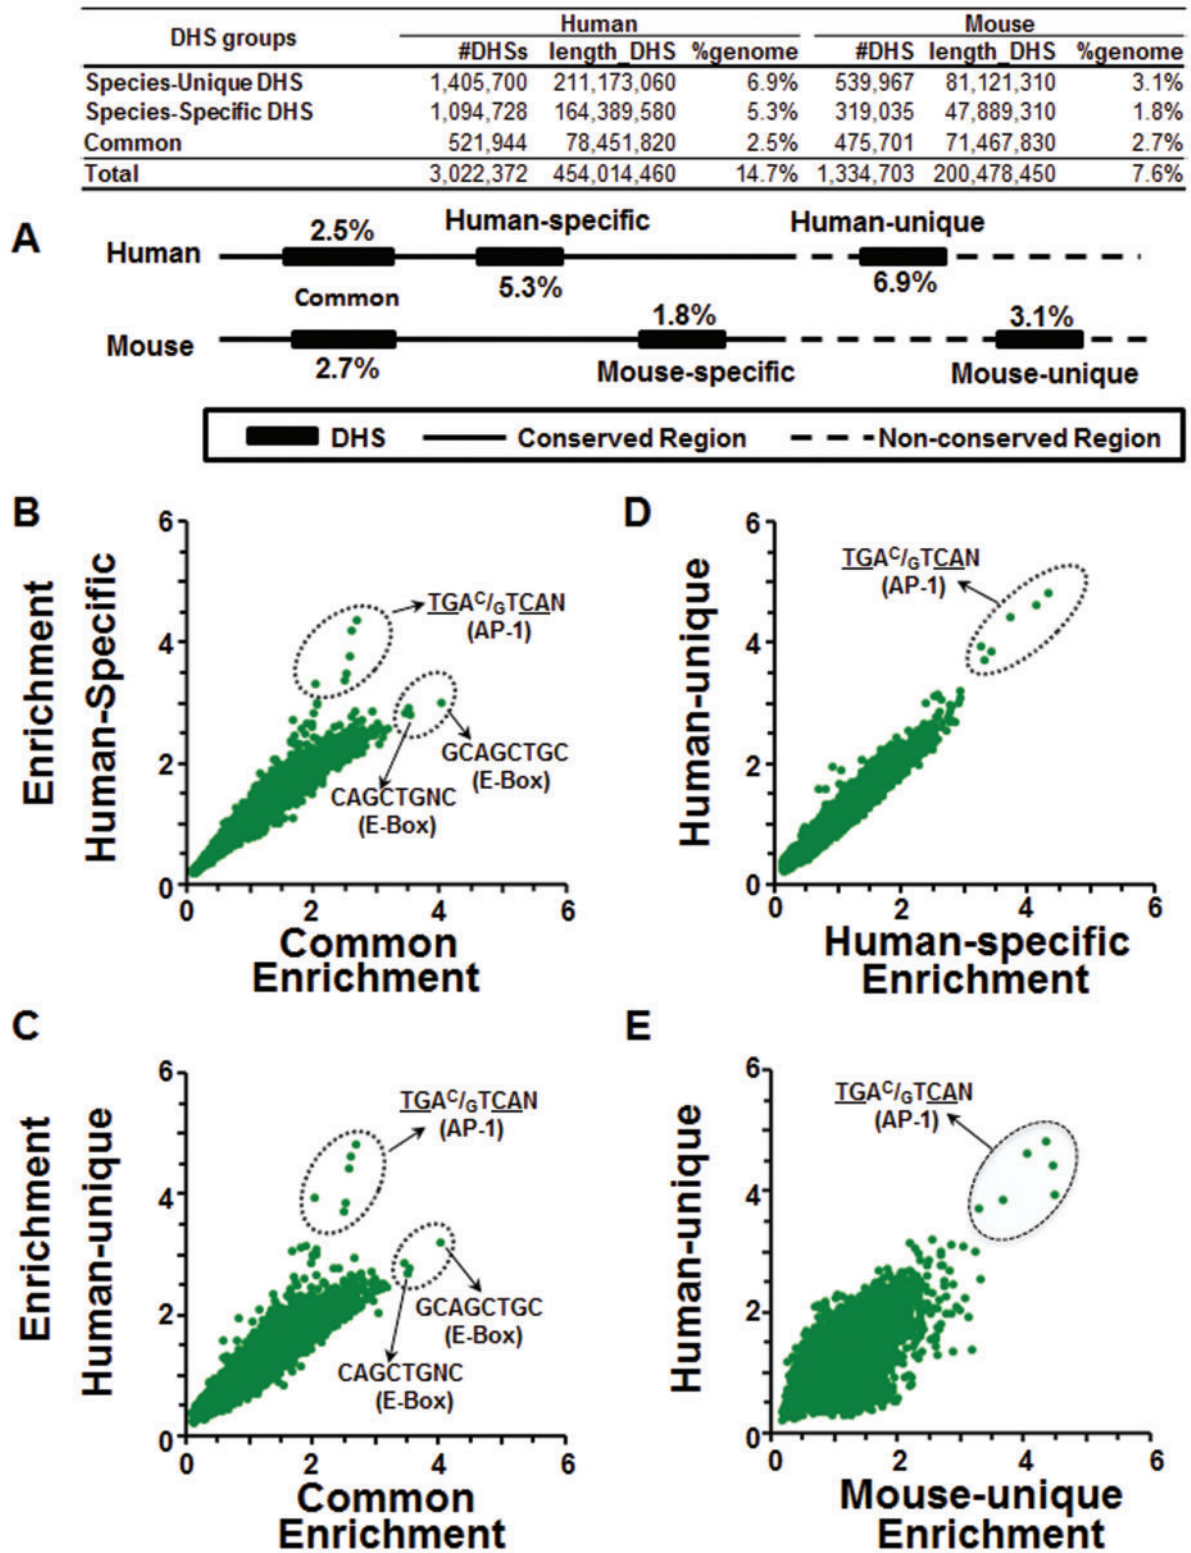 DHS groups Human Mouse
#DHSs length_DHS %genome #DHS length_DHS %genome
Species-Unique DHS 1,405,700 211,173,060 6.9% 539,967 81,121,310 3.1%
Species-Specific DHS 1,094,728 164,389,580 5.3% 319,035 47,889,310 1.8%
Common 521,944 78,451,820 2.5% 475,701 71,467,830 2.7%
Total 3,022,372 454,014,460 14.7% 1,334,703 200,478,450 7.6%
A
2.5% Human-specific Human-unique
Human
Common 5.3% 6.9%
1.8% 3.1%
Mouse
2.7% Mouse-specific Mouse-unique
DHS Conserved Region Non-conserved Region
B
Enrichment
Human-Specific
6
4
2
0
TGAC/GTCAN
(AP-1)
GCAGCTGC
(E-Box)
CAGCTGNC
(E-Box)
0 2 4 6
Common
Enrichment
D
Human-unique
6
4
2
0
TGAC/GTCAN
(AP-1)
0 2 4 6
Human-specific
Enrichment
C
Enrichment
Human-unique
6
4
2
0
TGAC/GTCAN
(AP-1)
GCAGCTGC
(E-Box)
CAGCTGNC
(E-Box)
0 2 4 6
Common
Enrichment
E
Human-unique
6
4
2
0
TGAC/GTCAN
(AP-1)
0 2 4 6
Mouse-unique
Enrichment